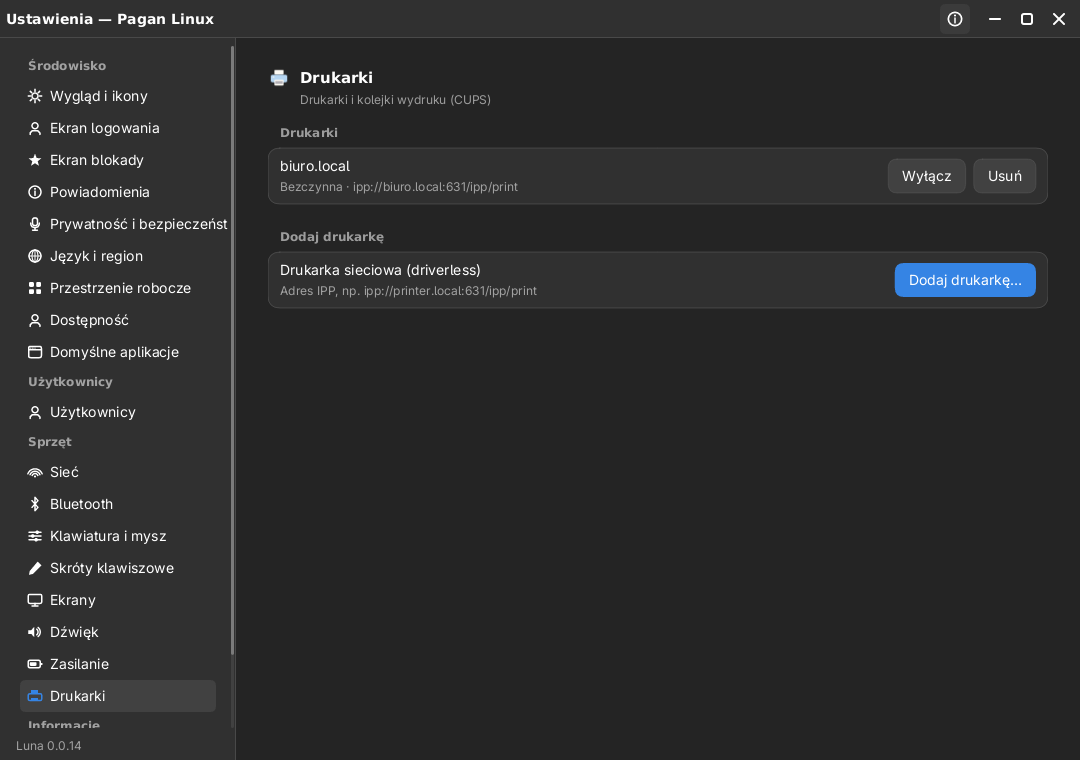 Ustawienia — Pagan Linux
Środowisko
Wygląd i ikony
Ekran logowania
Ekran blokady
Powiadomienia
Prywatność i bezpieczeńst
Język i region
Przestrzenie robocze
Dostępność
Domyślne aplikacje
Użytkownicy
Użytkownicy
Sprzęt
Sieć
Bluetooth
Klawiatura i mysz
Skróty klawiszowe
Ekrany
Dźwięk
Zasilanie
Drukarki
Informacje
Luna 0.0.14
Drukarki
Drukarki i kolejki wydruku (CUPS)
Drukarki
biuro.local
Bezczynna · ipp://biuro.local:631/ipp/print
Wyłącz
Usuń
Dodaj drukarkę
Drukarka sieciowa (driverless)
Adres IPP, np. ipp://printer.local:631/ipp/print
Dodaj drukarkę...